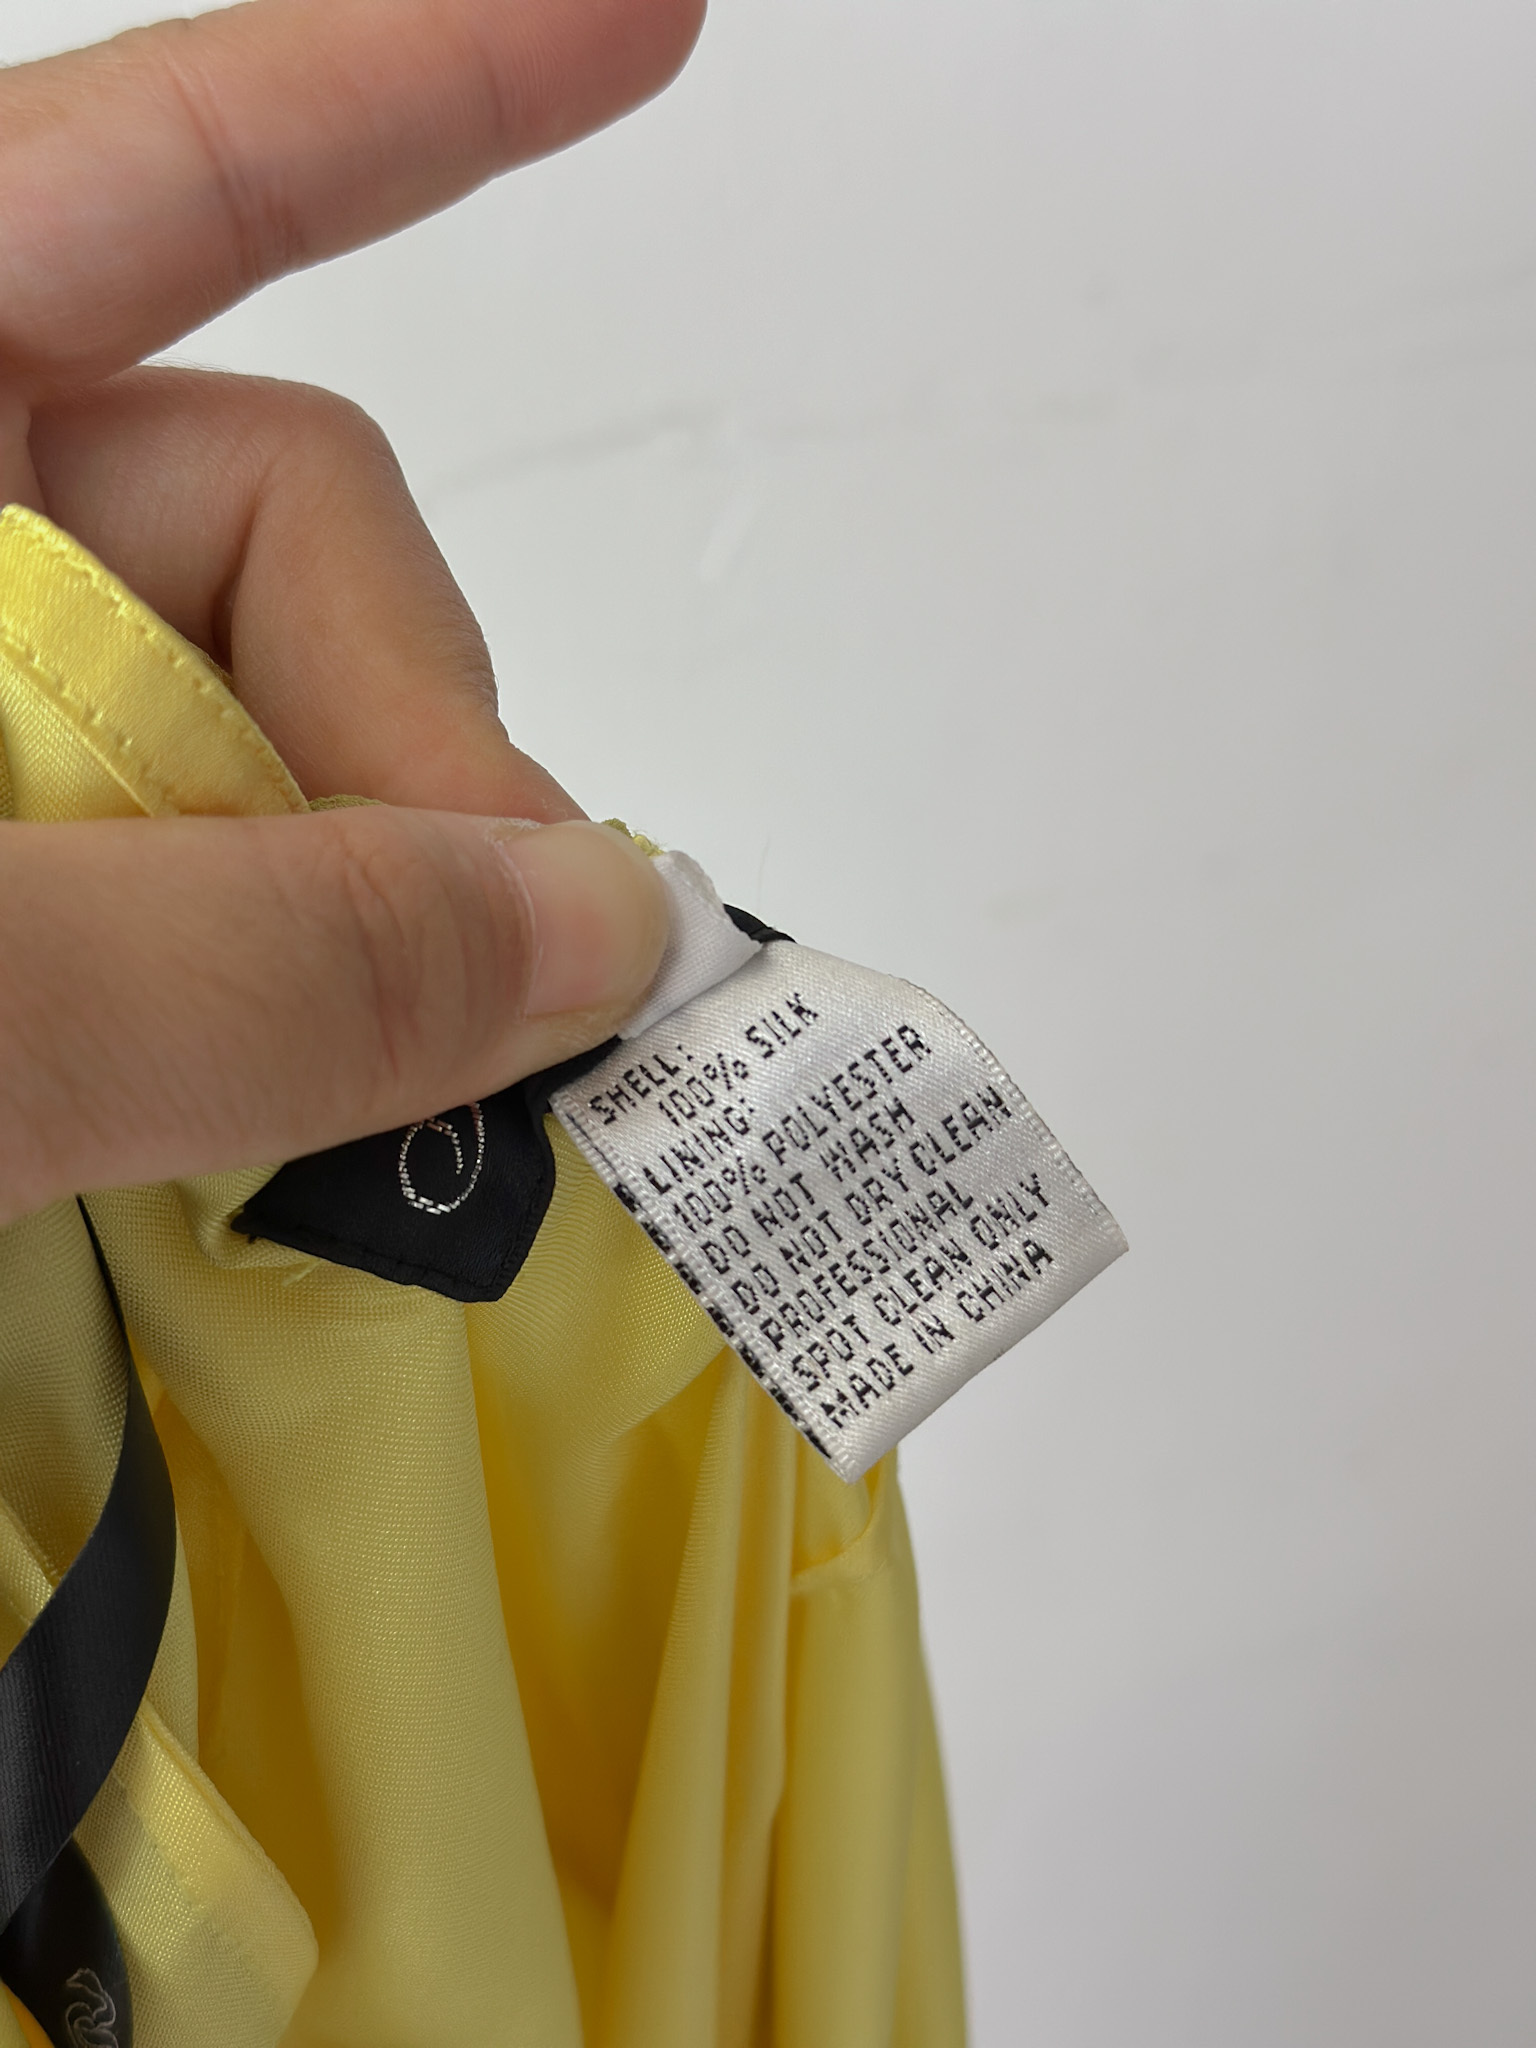 SHELL:
100% SILK
LINING:
100% POLYESTER
DO NOT WASH
DO NOT DRY CLEAN
PROFESSIONAL
SPOT CLEAN ONLY
MADE IN CHINA